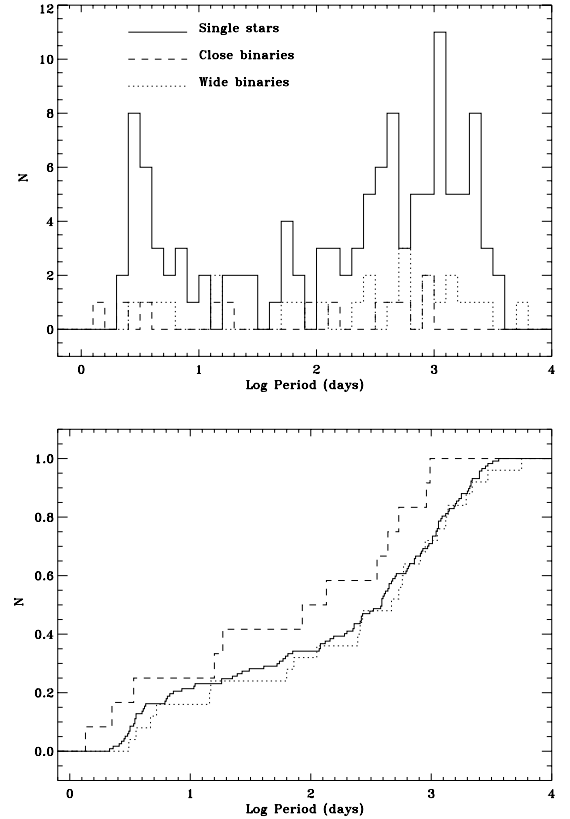 12
10
8
6
4
2
0
N
Single stars
Close binaries
Wide binaries
0 1 2 3 4
Log Period (days)
1.0
0.8
0.6
0.4
0.2
0.0
N
0 1 2 3 4
Log Period (days)